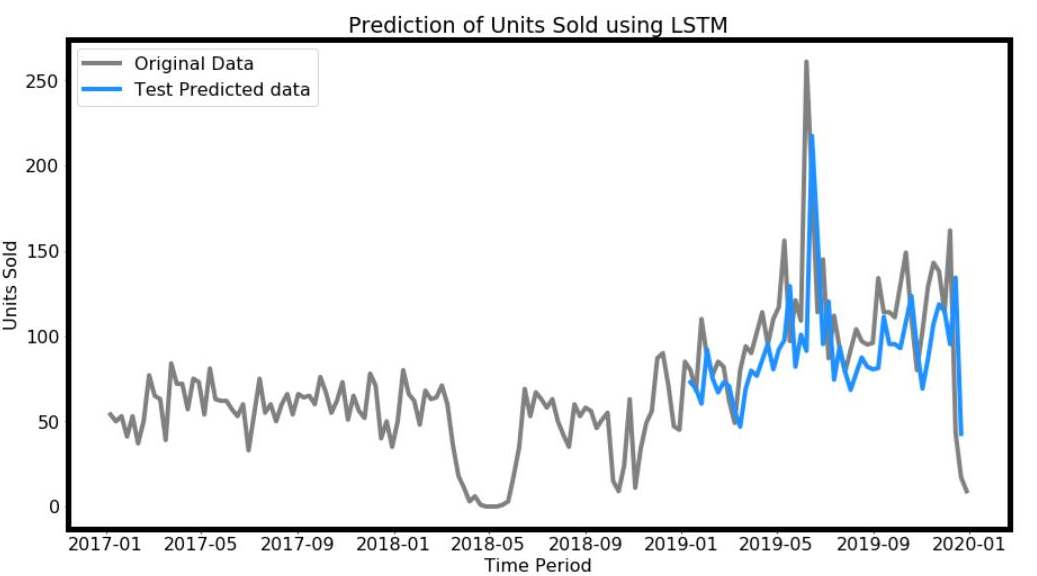 Prediction of Units Sold using LSTM
Original Data
Test Predicted data
250
200
150
100
50
0
Units Sold
2017-01 2017-05 2017-09 2018-01 2018-05 2018-09 2019-01 2019-05 2019-09 2020-01
Time Period